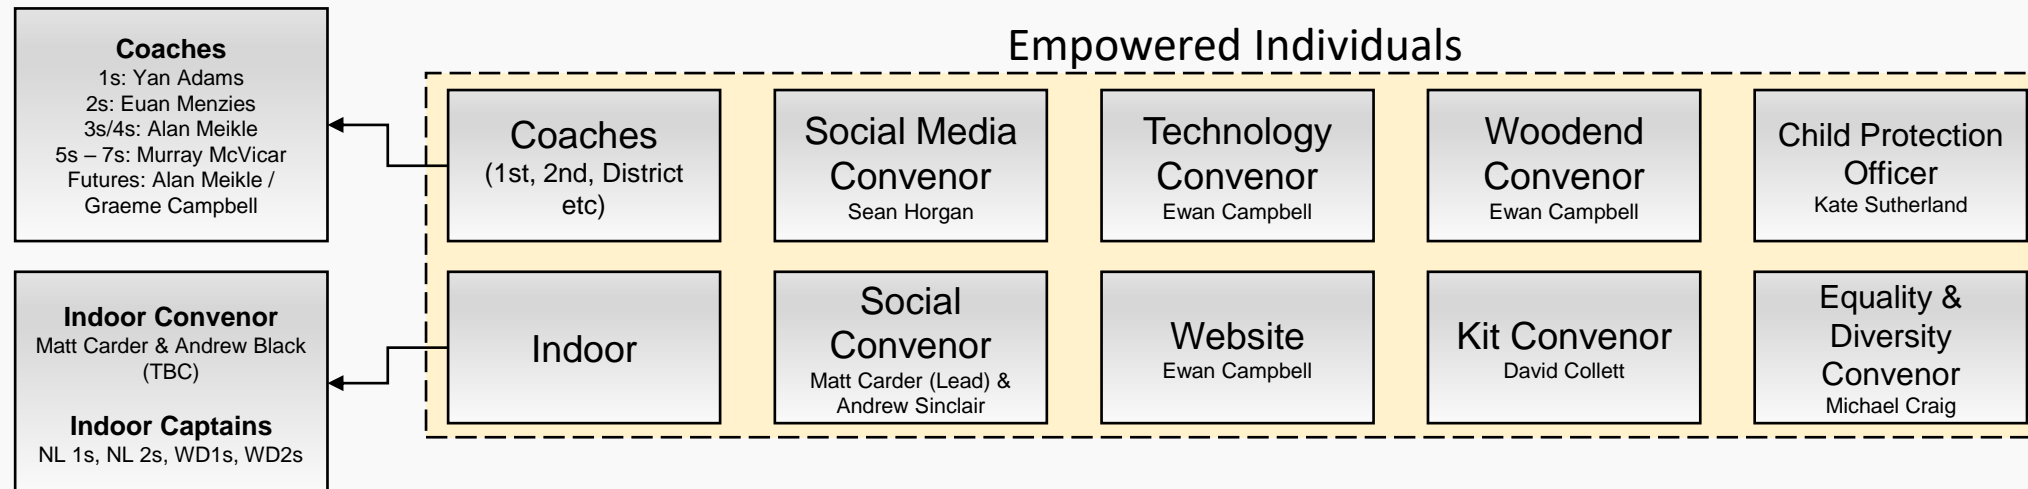 Empowered Individuals
Coaches
1s: Yan Adams
2s: Euan Menzies
3s/4s: Alan Meikle
5s – 7s: Murray McVicar
Futures: Alan Meikle /
Graeme Campbell
Coaches
(1st, 2nd, District
etc)
Social Media
Convenor
Sean Horgan
Technology
Convenor
Ewan Campbell
Woodend
Convenor
Ewan Campbell
Child Protection
Officer
Kate Sutherland
Indoor Convenor
Matt Carder & Andrew Black
(TBC)
Indoor Captains
NL 1s, NL 2s, WD1s, WD2s
Indoor
Social
Convenor
Matt Carder (Lead) &
Andrew Sinclair
Website
Ewan Campbell
Kit Convenor
David Collett
Equality &
Diversity
Convenor
Michael Craig